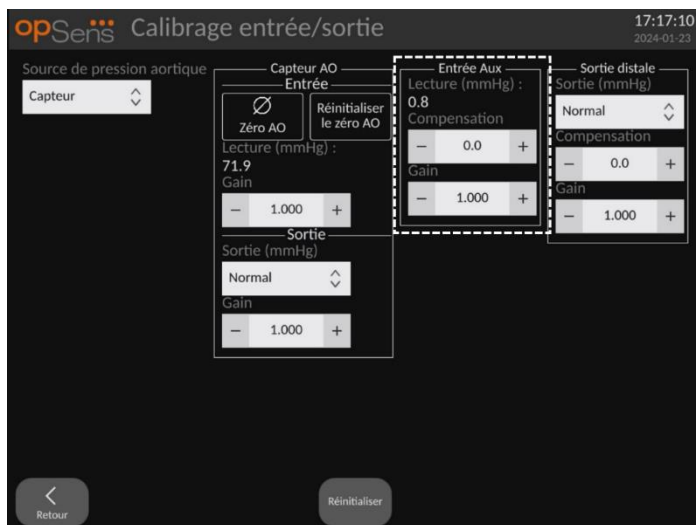 opSens Calibrage entrée/sortie
17:17:10
2024-01-23
Source de pression aortique
Capteur
Capteur AO
Entrée
Zéro AO
Réinitialiser
le zéro AO
Lecture (mmHg) :
71.9
Gain
− 1.000 +
Sortie
Sortie (mmHg)
Normal
Gain
− 1.000 +
Entrée Aux
Lecture (mmHg) :
0.8
Compensation
− 0.0 +
Gain
− 1.000 +
Sortie distale
Sortie (mmHg)
Normal
Compensation
− 0.0 +
Gain
− 1.000 +
Retour
Réinitialiser